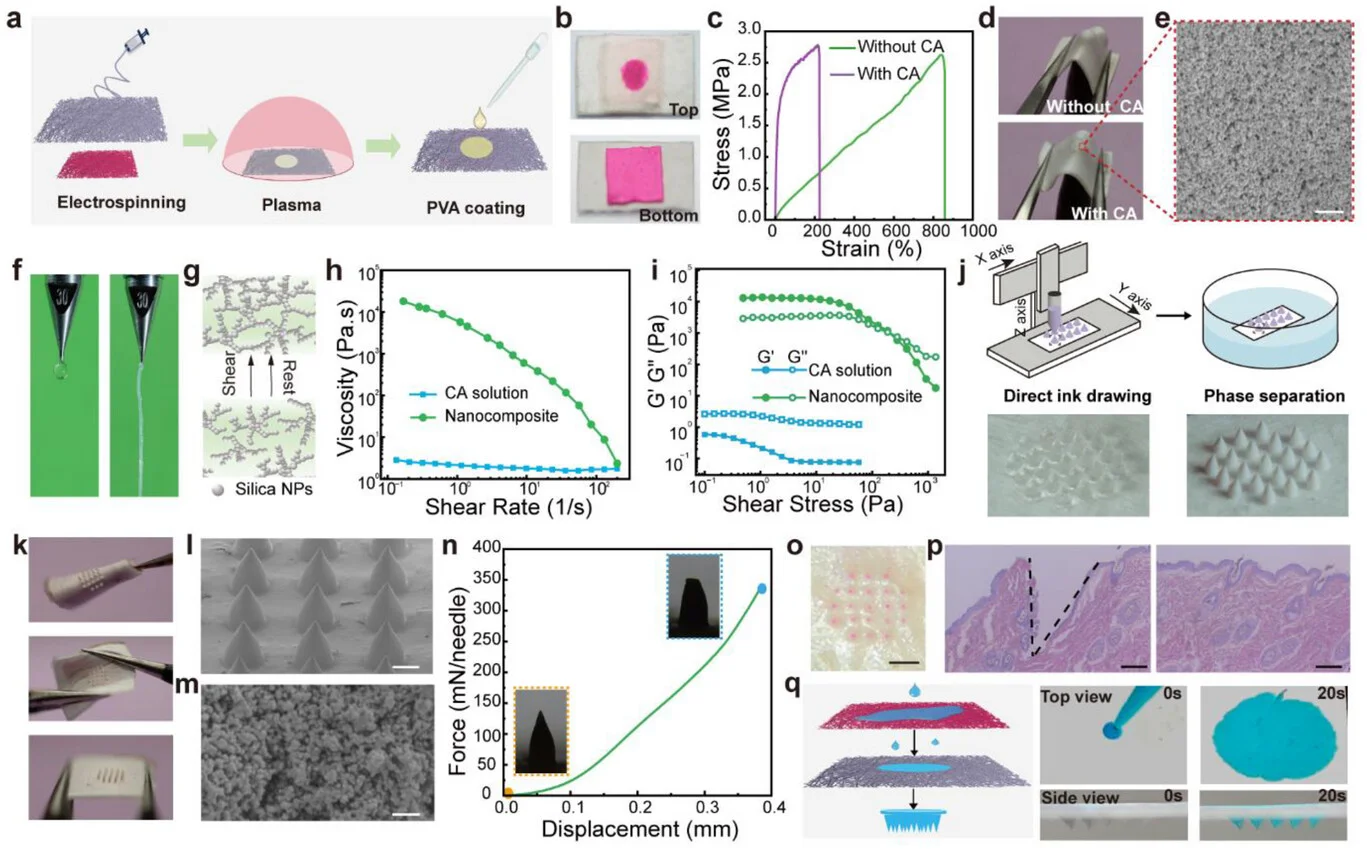 a
Electrospinning
Plasma
PVA coating
b
Top
Bottom
c
Stress (MPa)
3.0
2.5
2.0
1.5
1.0
0.5
0.0
Without CA
With CA
0 200 400 600 800 1000
Strain (%)
d
Without CA
With CA
e
f
30
30
g
Shear
Rest
Silica NPs
h
Viscosity (Pa.s)
10⁵
10⁴
10³
10²
10¹
10⁰
CA solution
Nanocomposite
10⁻¹ 10⁰ 10¹ 10²
Shear Rate (1/s)
i
G' G" (Pa)
10⁵
10⁴
10³
10²
10¹
10⁰
10⁻¹
G' G"
CA solution
Nanocomposite
10⁻¹ 10⁰ 10¹ 10² 10³
Shear Stress (Pa)
j
X axis
Y axis
Z axis
Direct ink drawing
Phase separation
k
l
m
n
Force (mN/needle)
400
350
300
250
200
150
100
50
0
0 0.1 0.2 0.3 0.4
Displacement (mm)
o
p
q
Top view 0s
20s
Side view 0s
20s